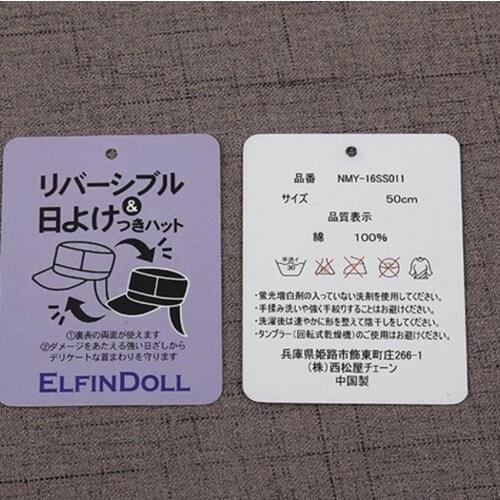 リバーシブル
&
日よけつきハット
①裏表の両面が使えます
②ダメージをあたえる強い日ざしから
デリケートな首まわりを守ります
ELFINDOLL
品番 NMY-16SS011
サイズ 50cm
品質表示
綿 100%
手洗イ
30
・蛍光増白剤の入っていない洗剤を使用してください。
・手揉み洗いや強く手絞りすることはお避けください。
・洗濯後は速やかに形を整えて陰干しをしてください。
・タンブラー(回転式乾燥機)のご使用はお避けください。
兵庫県姫路市飾東町庄266-1
(株)西松屋チェーン
中国製